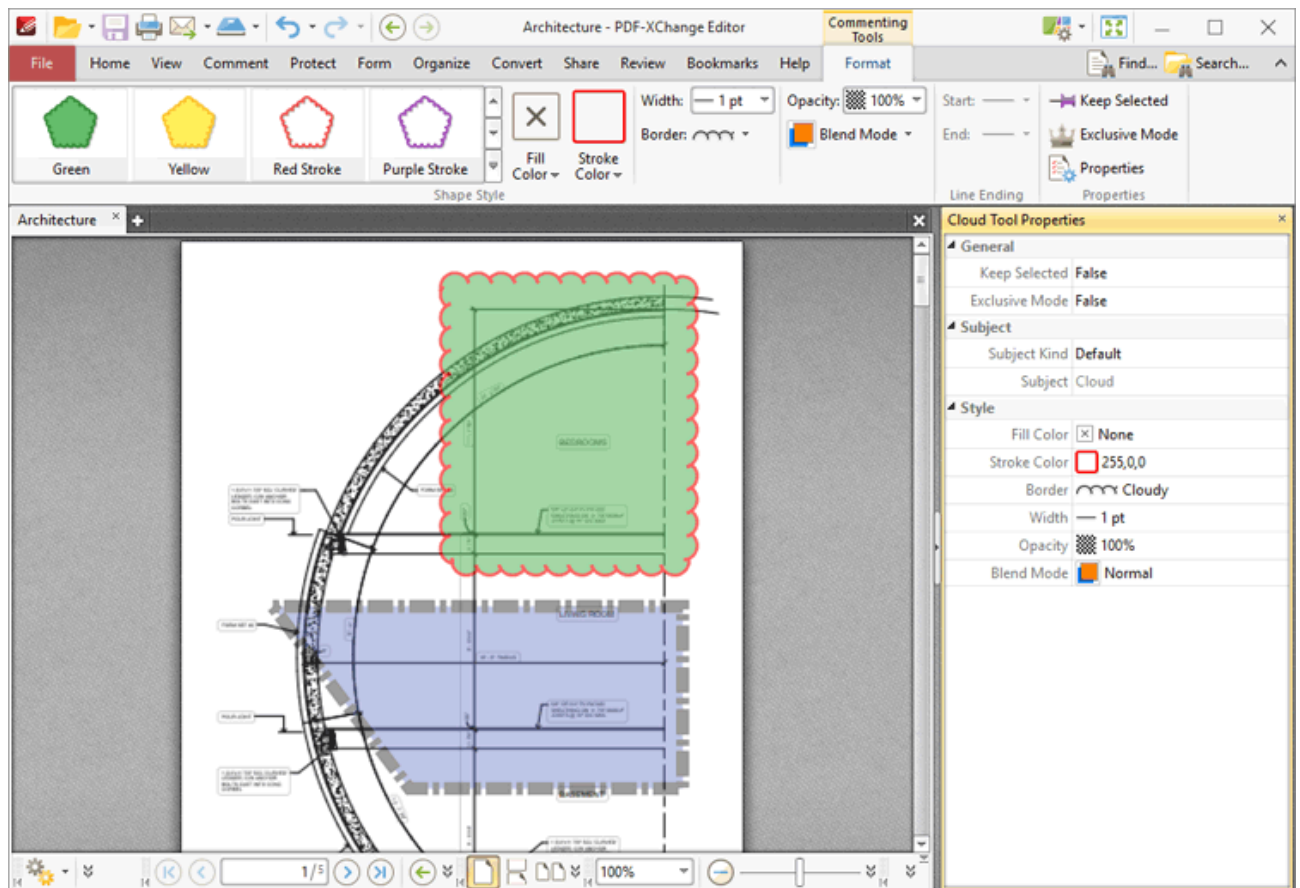 Architecture - PDF-XChange Editor
Commenting
Tools
File Home View Comment Protect Form Organize Convert Share Review Bookmarks Help Format Find... Search...
Green Yellow Red Stroke Purple Stroke
Fill
Color
Stroke
Color
Width: 1 pt
Border:
Opacity: 100%
Blend Mode
Start:
End:
Keep Selected
Exclusive Mode
Properties
Shape Style Line Ending Properties
Architecture
Cloud Tool Properties
General
Keep Selected False
Exclusive Mode False
Subject
Subject Kind Default
Subject Cloud
Style
Fill Color None
Stroke Color 255,0,0
Border Cloudy
Width 1 pt
Opacity 100%
Blend Mode Normal
BEDROOMS
LIVING ROOM
BASEMENT
1/5 100%